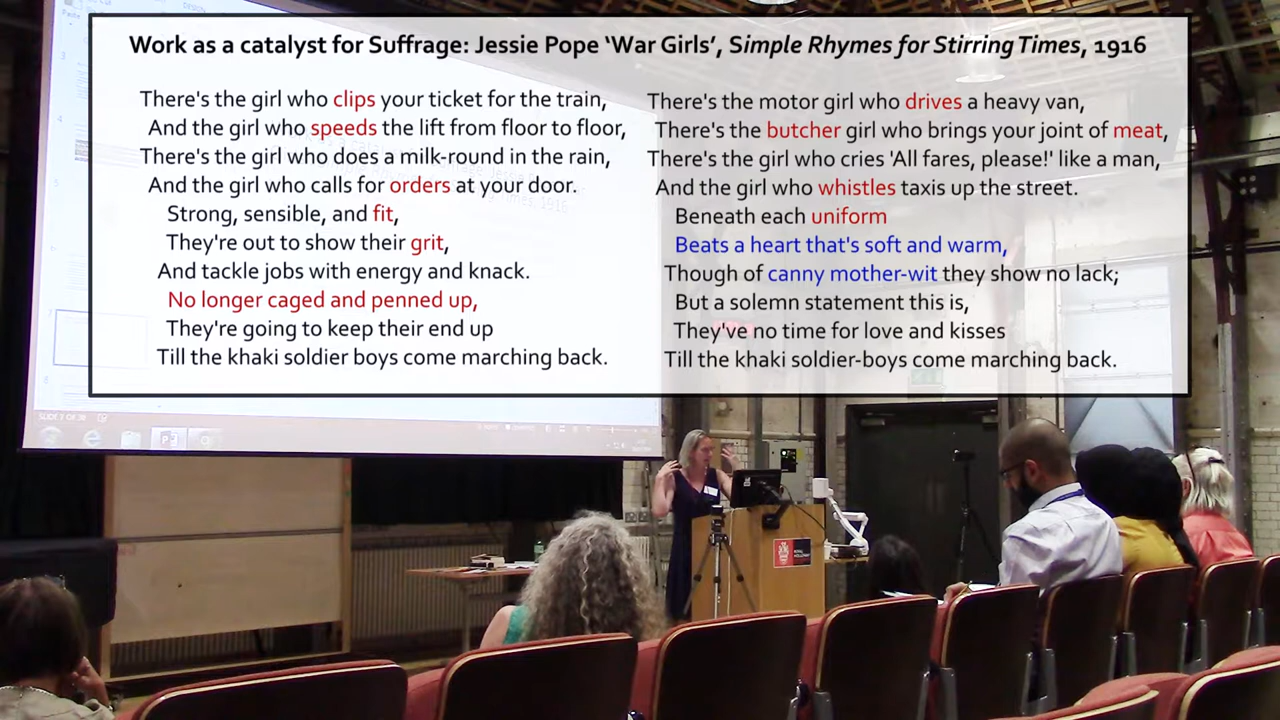 Work as a catalyst for Suffrage: Jessie Pope ‘War Girls’, Simple Rhymes for Stirring Times, 1916
There's the girl who clips your ticket for the train,
And the girl who speeds the lift from floor to floor,
There's the girl who does a milk-round in the rain,
And the girl who calls for orders at your door.
Strong, sensible, and fit,
They're out to show their grit,
And tackle jobs with energy and knack.
No longer caged and penned up,
They're going to keep their end up
Till the khaki soldier boys come marching back.
There's the motor girl who drives a heavy van,
There's the butcher girl who brings your joint of meat,
There's the girl who cries 'All fares, please!' like a man,
And the girl who whistles taxis up the street.
Beneath each uniform
Beats a heart that's soft and warm,
Though of canny mother-wit they show no lack;
But a solemn statement this is,
They've no time for love and kisses
Till the khaki soldier-boys come marching back.
ROYAL
HOLLOWAY